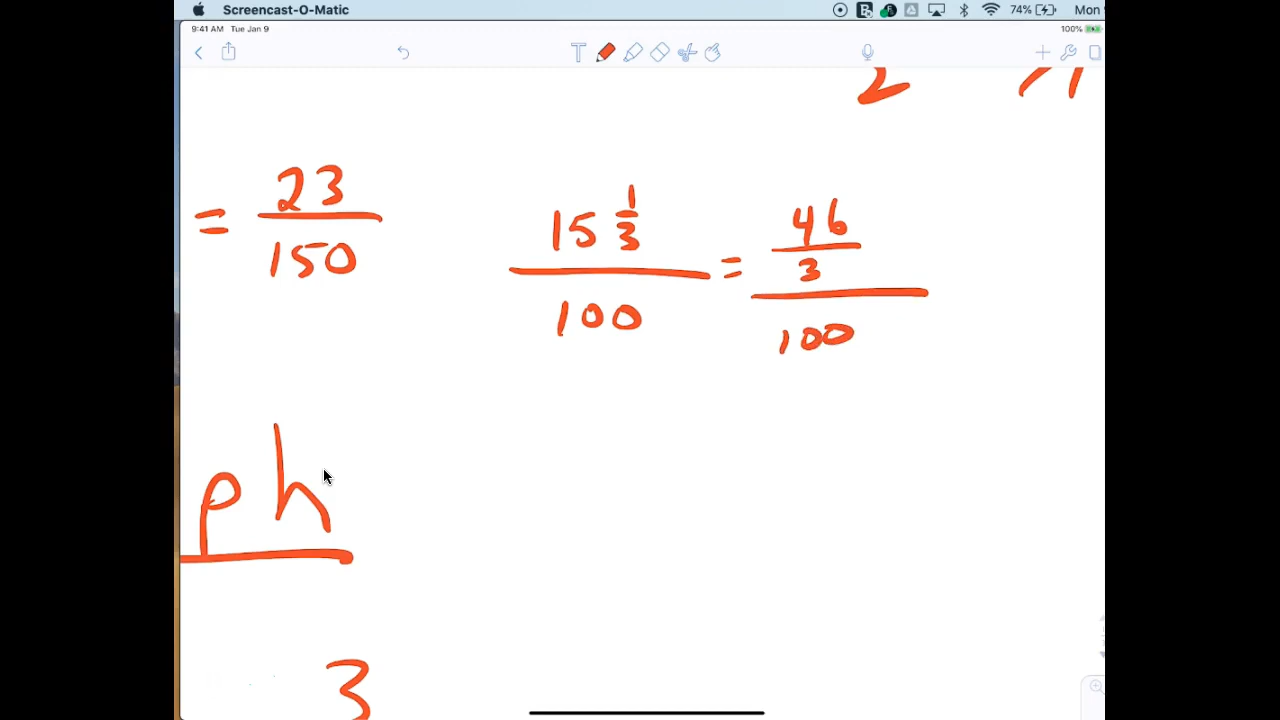 Screencast-O-Matic 74% Mon
9:41 AM Tue Jan 9 100%
T
2
= 23/150
15 1/3 / 100 = 46/3 / 100
ph
3